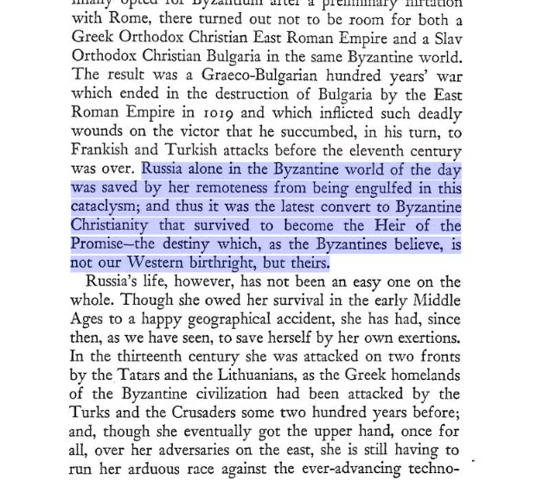 finally opted for Byzantium after a preliminary flirtation
with Rome, there turned out not to be room for both a
Greek Orthodox Christian East Roman Empire and a Slav
Orthodox Christian Bulgaria in the same Byzantine world.
The result was a Graeco-Bulgarian hundred years' war
which ended in the destruction of Bulgaria by the East
Roman Empire in 1019 and which inflicted such deadly
wounds on the victor that he succumbed, in his turn, to
Frankish and Turkish attacks before the eleventh century
was over. Russia alone in the Byzantine world of the day
was saved by her remoteness from being engulfed in this
cataclysm; and thus it was the latest convert to Byzantine
Christianity that survived to become the Heir of the
Promise—the destiny which, as the Byzantines believe, is
not our Western birthright, but theirs.
Russia's life, however, has not been an easy one on the
whole. Though she owed her survival in the early Middle
Ages to a happy geographical accident, she has had, since
then, as we have seen, to save herself by her own exertions.
In the thirteenth century she was attacked on two fronts
by the Tatars and the Lithuanians, as the Greek homelands
of the Byzantine civilization had been attacked by the
Turks and the Crusaders some two hundred years before;
and, though she eventually got the upper hand, once for
all, over her adversaries on the east, she is still having to
run her arduous race against the ever-advancing techno-